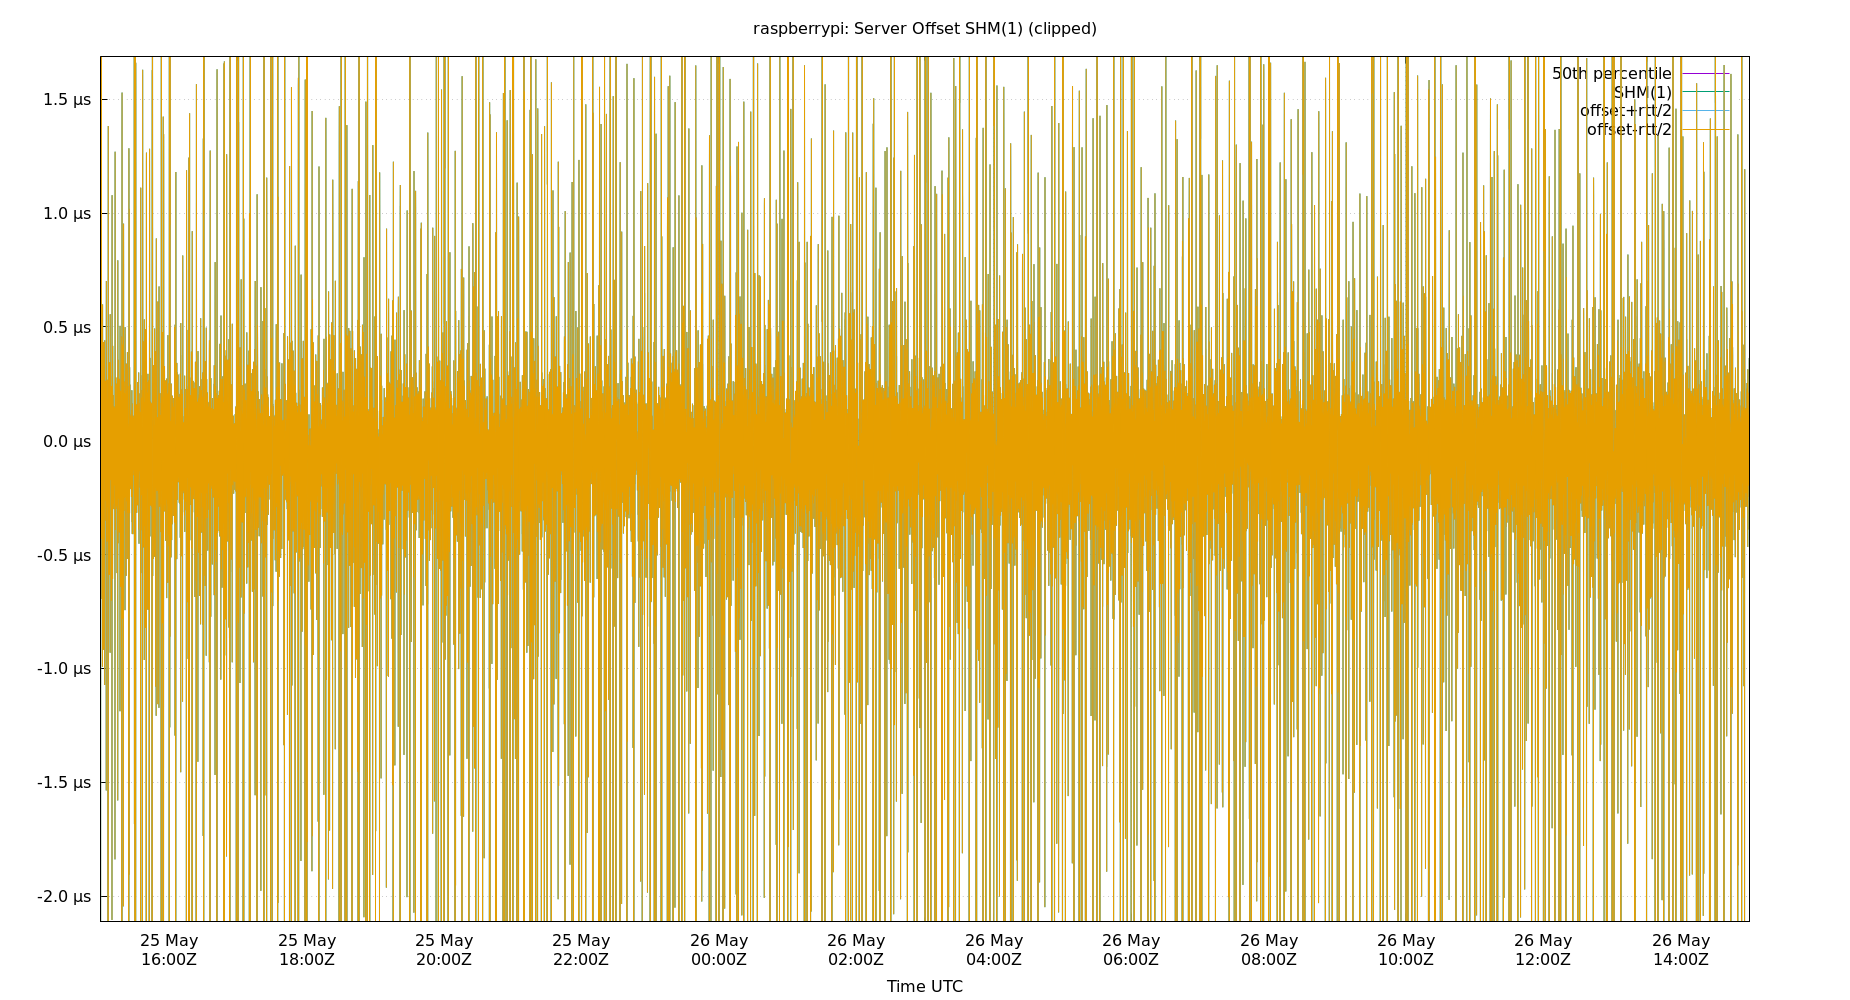 raspberrypi: Server Offset SHM(1) (clipped)
50th percentile
SHM(1)
offset+rtt/2
offset-rtt/2
1.5 µs
1.0 µs
0.5 µs
0.0 µs
-0.5 µs
-1.0 µs
-1.5 µs
-2.0 µs
25 May 25 May 25 May 25 May 26 May 26 May 26 May 26 May 26 May 26 May 26 May 26 May
16:00Z 18:00Z 20:00Z 22:00Z 00:00Z 02:00Z 04:00Z 06:00Z 08:00Z 10:00Z 12:00Z 14:00Z
Time UTC